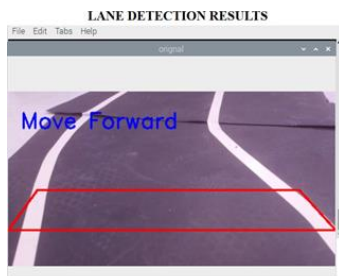 LANE DETECTION RESULTS
File Edit Tabs Help
orignal
Move Forward